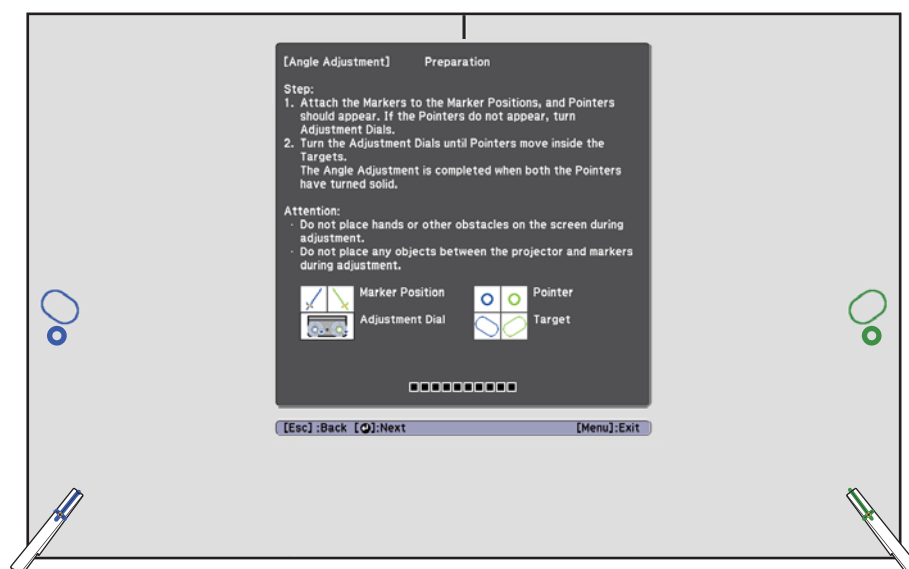 [Angle Adjustment] Preparation
Step:
1. Attach the Markers to the Marker Positions, and Pointers
should appear. If the Pointers do not appear, turn
Adjustment Dials.
2. Turn the Adjustment Dials until Pointers move inside the
Targets.
The Angle Adjustment is completed when both the Pointers
have turned solid.
Attention:
· Do not place hands or other obstacles on the screen during
adjustment.
· Do not place any objects between the projector and markers
during adjustment.
Marker Position Pointer
Adjustment Dial Target
[Esc] :Back [⏎]:Next [Menu]:Exit